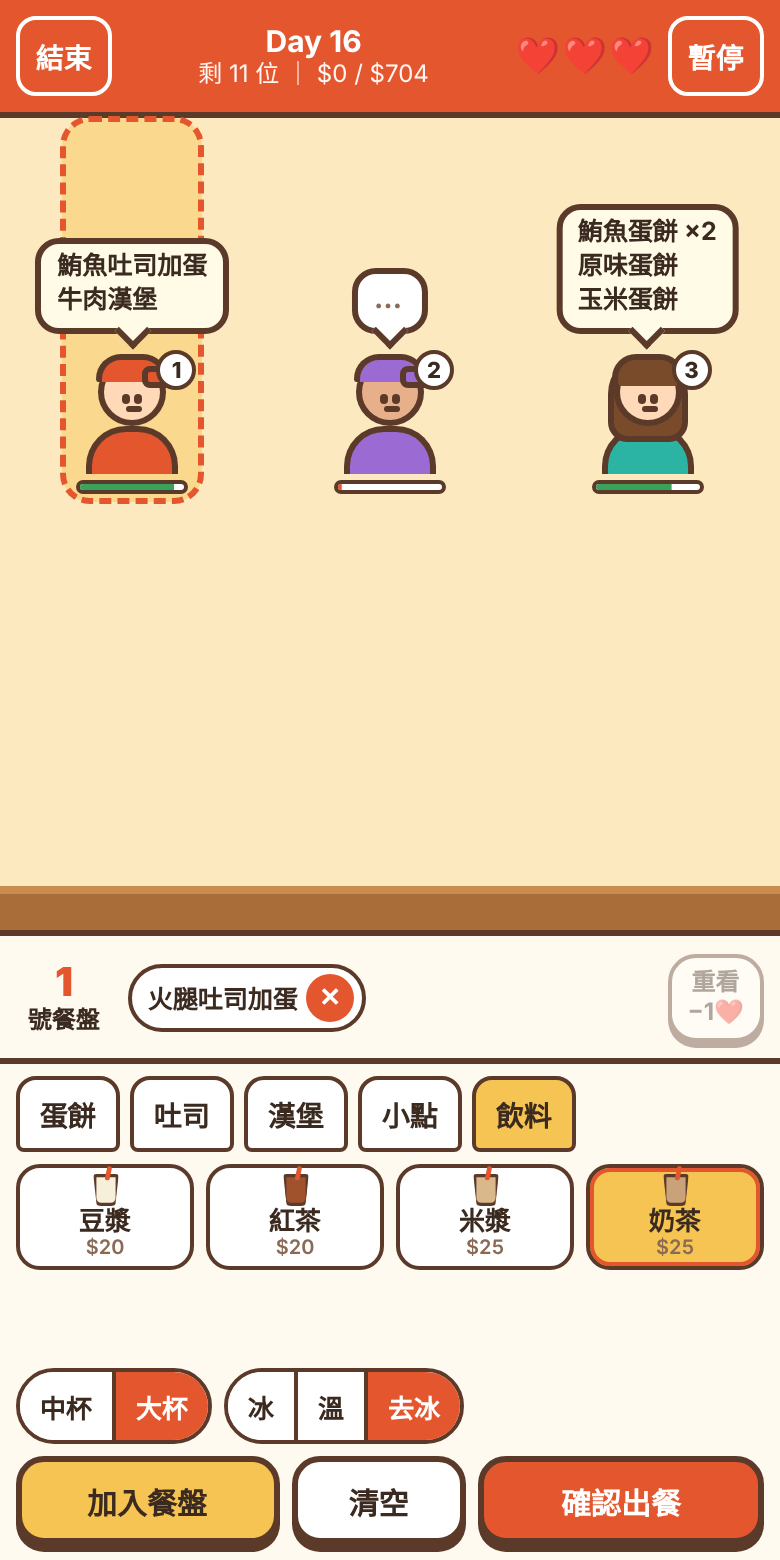 結束
Day 16
剩 11 位 | $0 / $704
暫停
鮪魚吐司加蛋
牛肉漢堡
1
...
2
鮪魚蛋餅 ×2
原味蛋餅
玉米蛋餅
3
1
號餐盤
火腿吐司加蛋 ✕
重看
−1❤️
蛋餅
吐司
漢堡
小點
飲料
豆漿
$20
紅茶
$20
米漿
$25
奶茶
$25
中杯
大杯
冰
溫
去冰
加入餐盤
清空
確認出餐